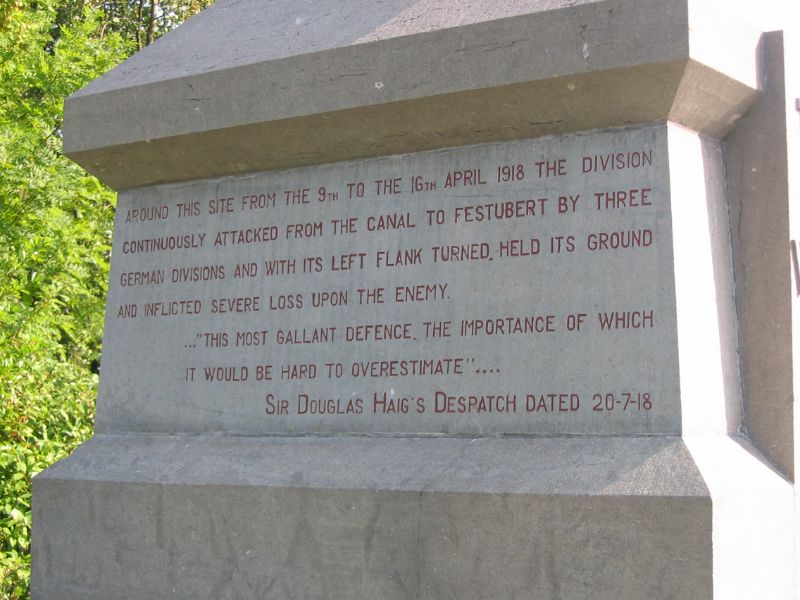 AROUND THIS SITE FROM THE 9TH TO THE 16TH APRIL 1918 THE DIVISION
CONTINUOUSLY ATTACKED FROM THE CANAL TO FESTUBERT BY THREE
GERMAN DIVISIONS AND WITH ITS LEFT FLANK TURNED, HELD ITS GROUND
AND INFLICTED SEVERE LOSS UPON THE ENEMY.
..."THIS MOST GALLANT DEFENCE, THE IMPORTANCE OF WHICH
IT WOULD BE HARD TO OVERESTIMATE"....
SIR DOUGLAS HAIG'S DESPATCH DATED 20-7-18